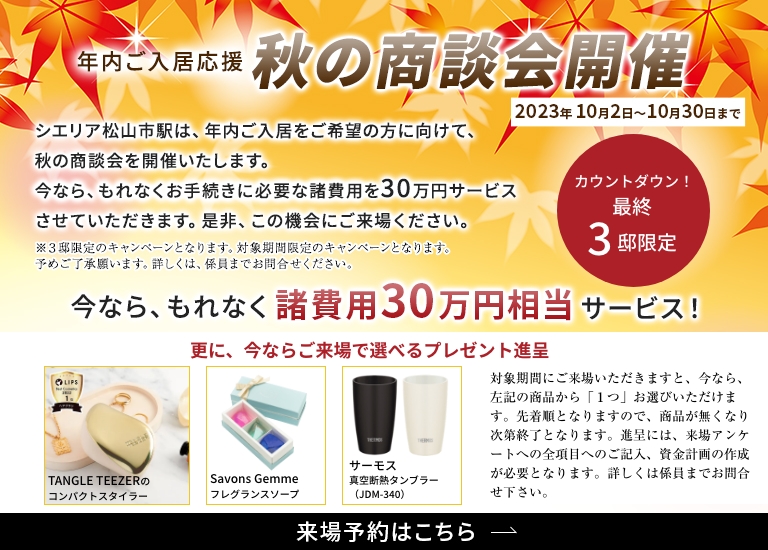 年内ご入居応援 秋の商談会開催
2023年 10月2日～10月30日まで
シエリア松山市駅は、年内ご入居をご希望の方に向けて、
秋の商談会を開催いたします。
今なら、もれなくお手続きに必要な諸費用を30万円サービス
させていただきます。是非、この機会にご来場ください。
※３邸限定のキャンペーンとなります。対象期間限定のキャンペーンとなります。
予めご了承願います。詳しくは、係員までお問合せください。
カウントダウン！
最終
3 邸限定
今なら、もれなく 諸費用30万円相当 サービス！
更に、今ならご来場で選べるプレゼント進呈
LIPS
TANGLE TEEZERの
コンパクトスタイラー
Savons Gemme
フレグランスソープ
THERMOS
THERMOS
サーモス
真空断熱タンブラー
（JDM-340）
対象期間にご来場いただきますと、今なら、
左記の商品から「１つ」お選びいただけま
す。先着順となりますので、商品が無くなり
次第終了となります。進呈には、来場アンケ
ートへの全項目へのご記入、資金計画の作成
が必要となります。詳しくは係員までお問合
せ下さい。
来場予約はこちら